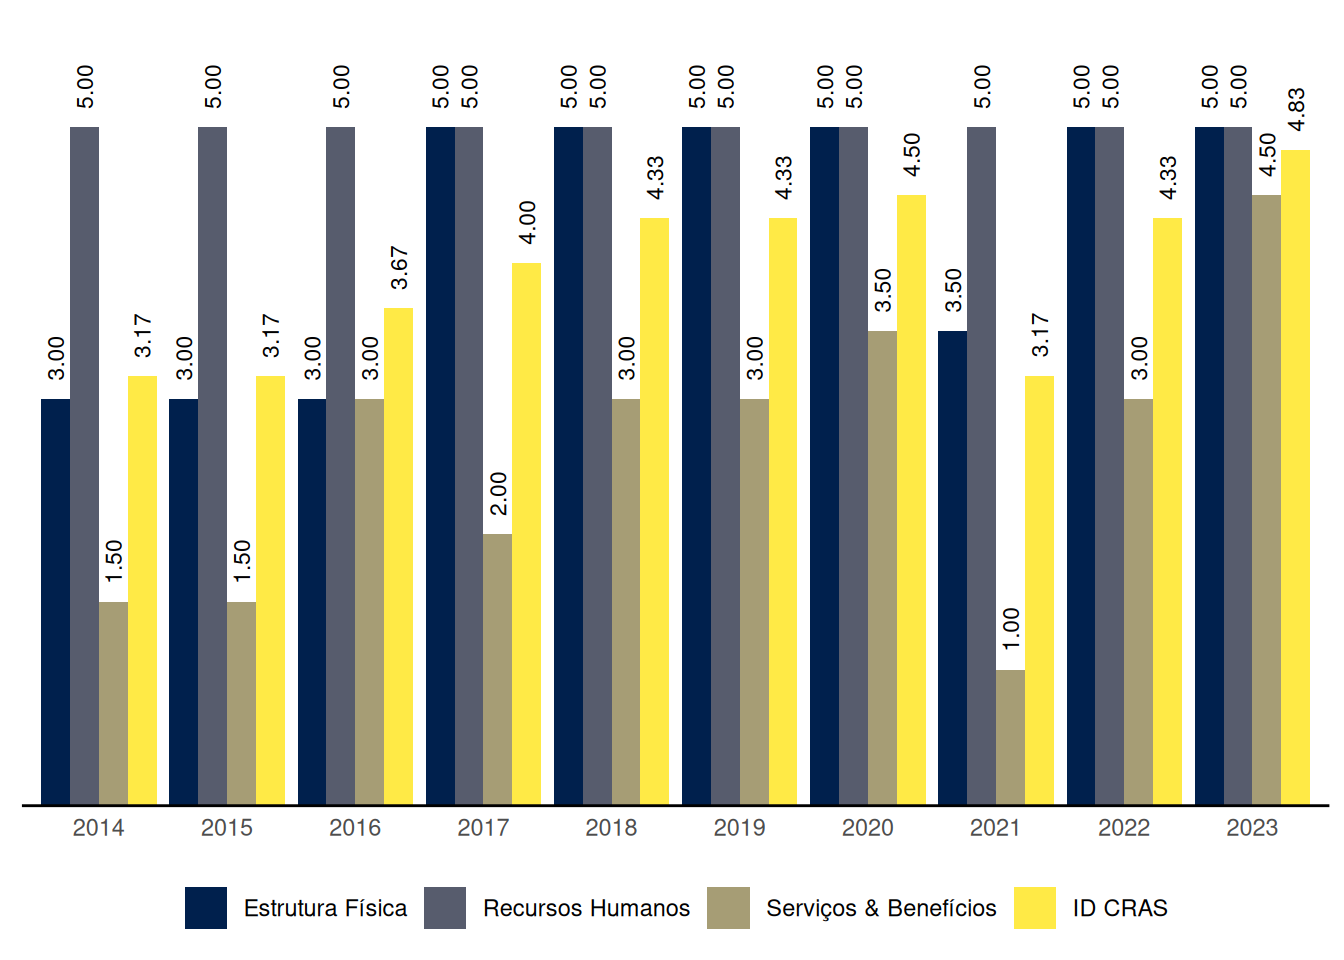 5.00 5.00 5.00 5.00 5.00 5.00 5.00 5.00 5.00 5.00 5.00 5.00 5.00 5.00 5.00 5.00
4.83
4.50 4.50
4.33 4.33 4.33
4.00
3.67
3.50 3.50
3.17 3.17 3.17
3.00 3.00 3.00 3.00 3.00 3.00 3.00
2.00
1.50 1.50
1.00
2014 2015 2016 2017 2018 2019 2020 2021 2022 2023
Estrutura Física Recursos Humanos Serviços & Benefícios ID CRAS